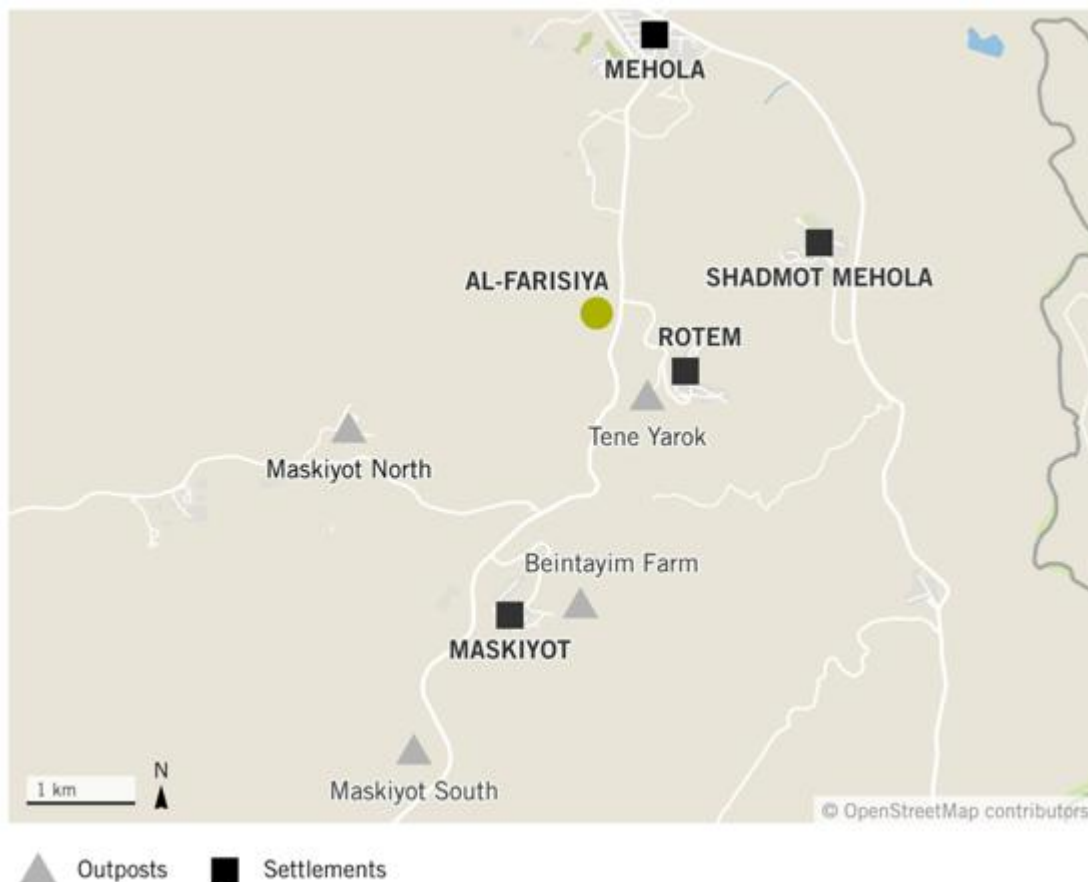 MEHOLA
SHADMOT MEHOLA
AL-FARISIYA
ROTEM
Tene Yarok
Maskiyot North
Beintayim Farm
MASKIYOT
Maskiyot South
1 km
N
© OpenStreetMap contributors
Outposts
Settlements